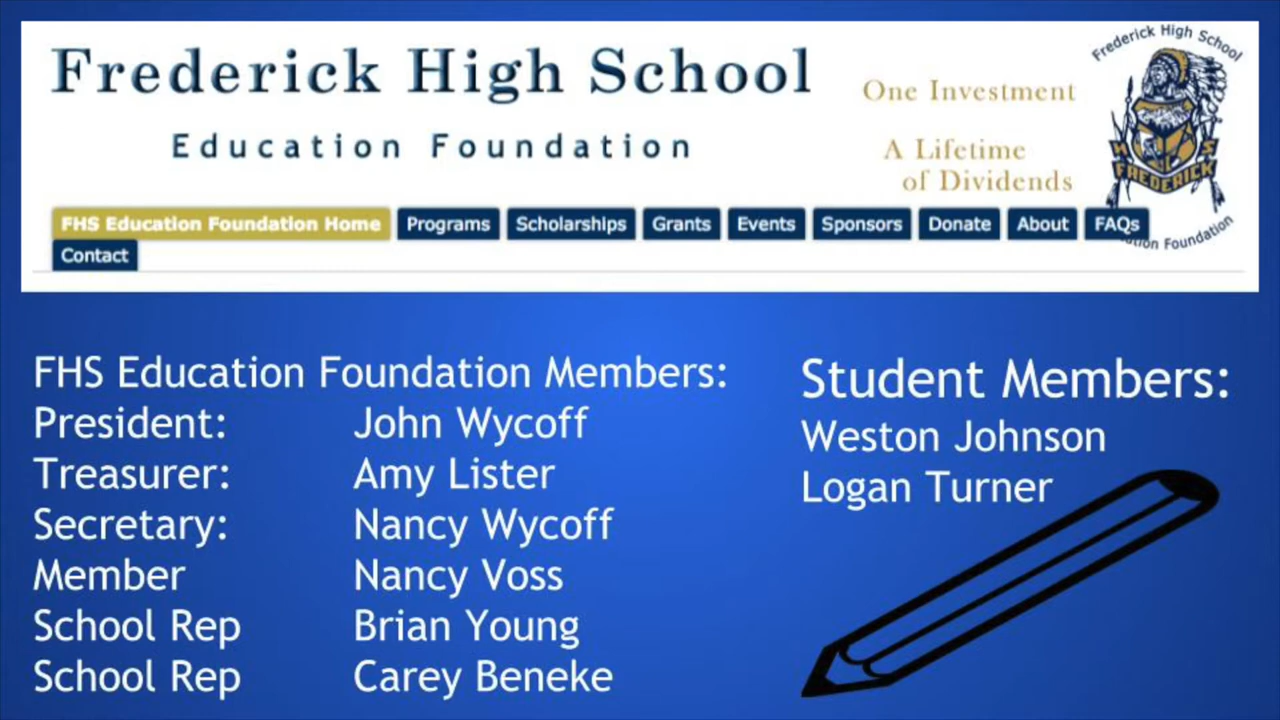 Frederick High School
Education Foundation
One Investment
A Lifetime
of Dividends
Frederick High School
H S
FREDERICK
FHS Education Foundation Home Programs Scholarships Grants Events Sponsors Donate About FAQs
Foundation
Contact
FHS Education Foundation Members:
President: John Wycoff
Treasurer: Amy Lister
Secretary: Nancy Wycoff
Member Nancy Voss
School Rep Brian Young
School Rep Carey Beneke
Student Members:
Weston Johnson
Logan Turner